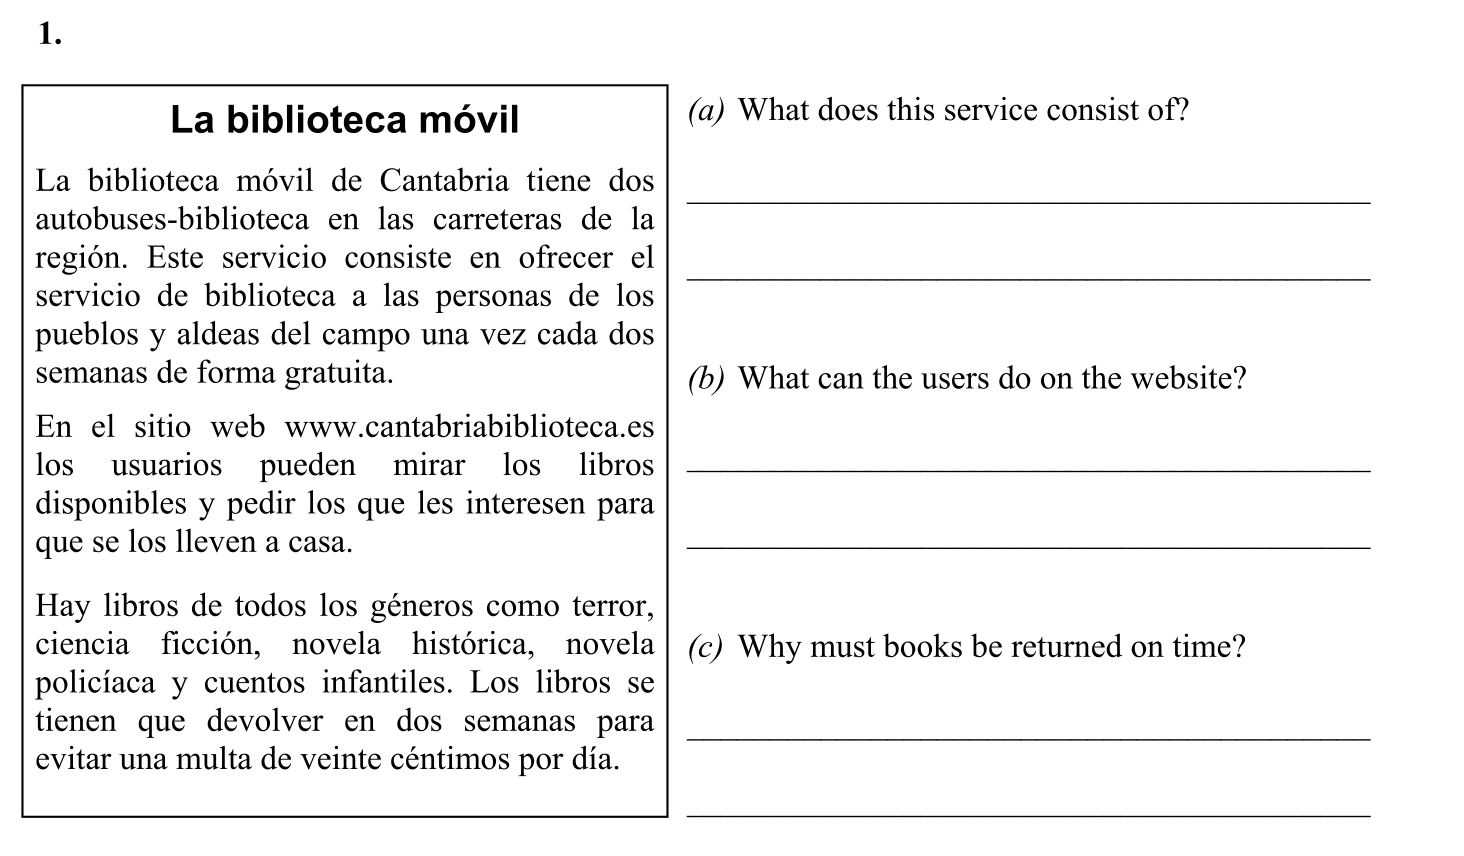 1.
La biblioteca móvil
La biblioteca móvil de Cantabria tiene dos
autobuses-biblioteca en las carreteras de la
región. Este servicio consiste en ofrecer el
servicio de biblioteca a las personas de los
pueblos y aldeas del campo una vez cada dos
semanas de forma gratuita.
En el sitio web www.cantabriabiblioteca.es
los usuarios pueden mirar los libros
disponibles y pedir los que les interesen para
que se los lleven a casa.
Hay libros de todos los géneros como terror,
ciencia ficción, novela histórica, novela
policíaca y cuentos infantiles. Los libros se
tienen que devolver en dos semanas para
evitar una multa de veinte céntimos por día.
(a) What does this service consist of?
(b) What can the users do on the website?
(c) Why must books be returned on time?